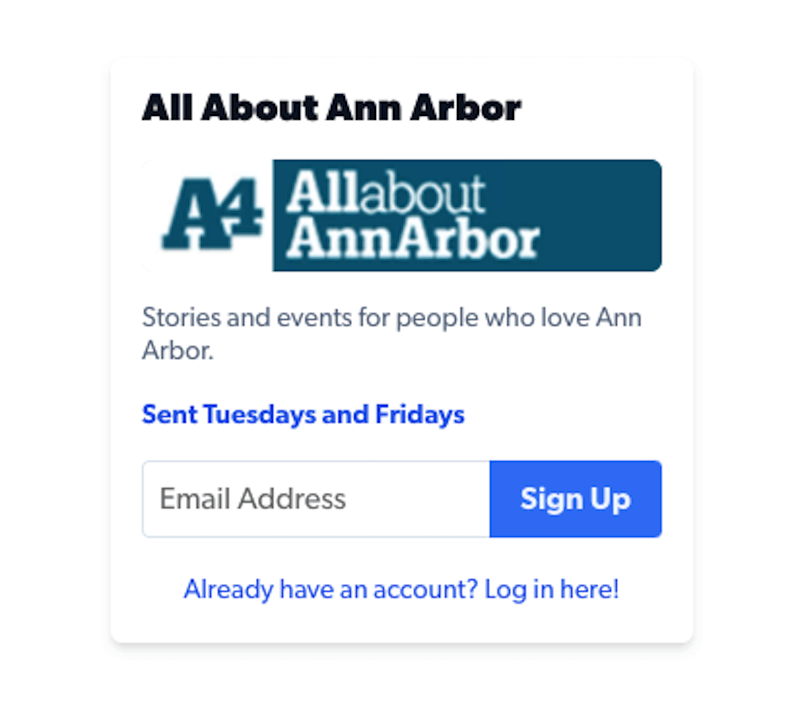 All About Ann Arbor
A4
Allabout
AnnArbor
Stories and events for people who love Ann
Arbor.
Sent Tuesdays and Fridays
Email Address
Sign Up
Already have an account? Log in here!